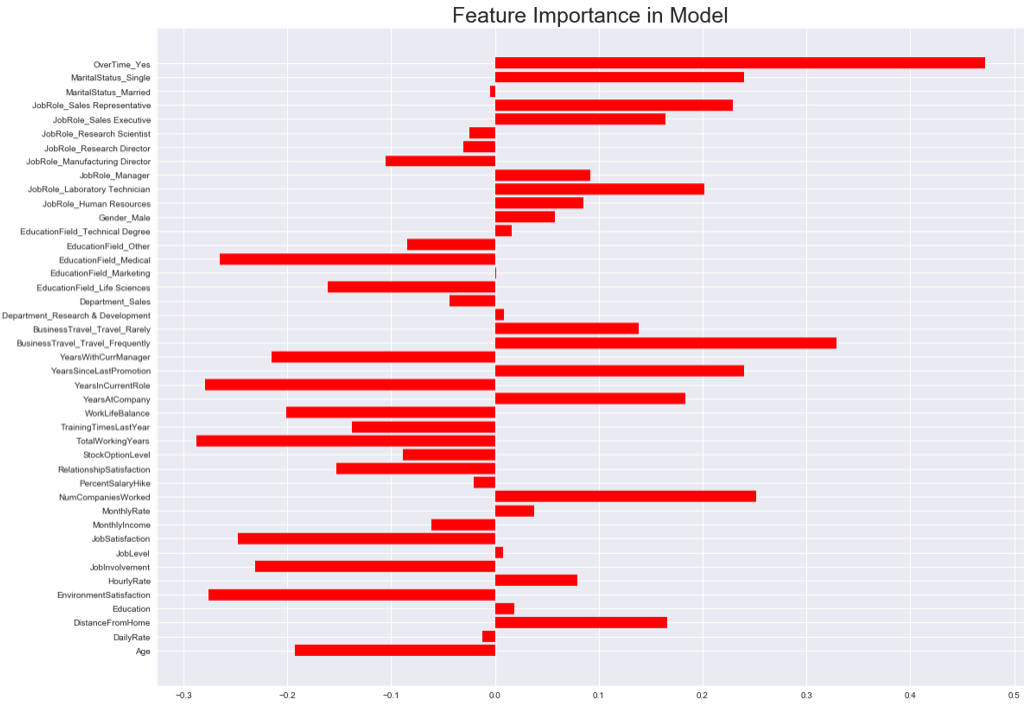 Feature Importance in Model
OverTime_Yes
MaritalStatus_Single
MaritalStatus_Married
JobRole_Sales Representative
JobRole_Sales Executive
JobRole_Research Scientist
JobRole_Research Director
JobRole_Manufacturing Director
JobRole_Manager
JobRole_Laboratory Technician
JobRole_Human Resources
Gender_Male
EducationField_Technical Degree
EducationField_Other
EducationField_Medical
EducationField_Marketing
EducationField_Life Sciences
Department_Sales
Department_Research & Development
BusinessTravel_Travel_Rarely
BusinessTravel_Travel_Frequently
YearsWithCurrManager
YearsSinceLastPromotion
YearsInCurrentRole
YearsAtCompany
WorkLifeBalance
TrainingTimesLastYear
TotalWorkingYears
StockOptionLevel
RelationshipSatisfaction
PercentSalaryHike
NumCompaniesWorked
MonthlyRate
MonthlyIncome
JobSatisfaction
JobLevel
JobInvolvement
HourlyRate
EnvironmentSatisfaction
Education
DistanceFromHome
DailyRate
Age
−0.3 −0.2 −0.1 0.0 0.1 0.2 0.3 0.4 0.5